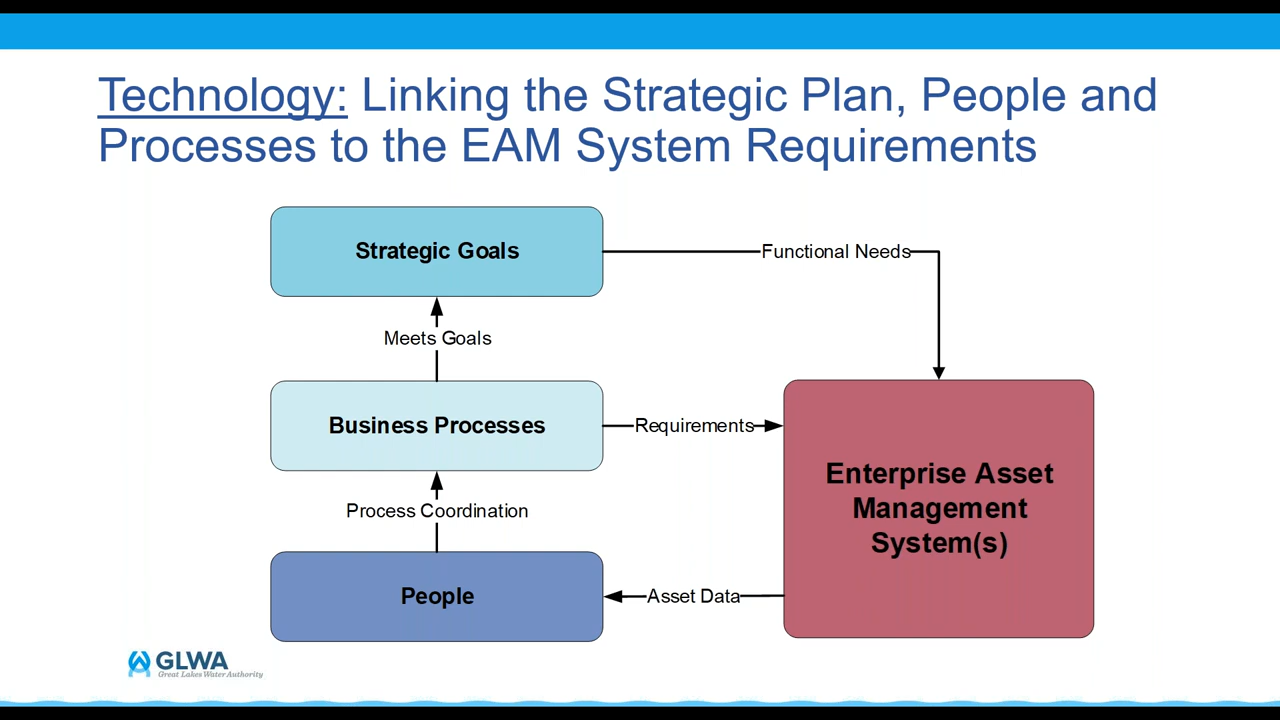 Technology: Linking the Strategic Plan, People and
Processes to the EAM System Requirements
Strategic Goals
Functional Needs
Meets Goals
Business Processes
Requirements
Enterprise Asset
Management
System(s)
Process Coordination
People
Asset Data
GLWA
Great Lakes Water Authority